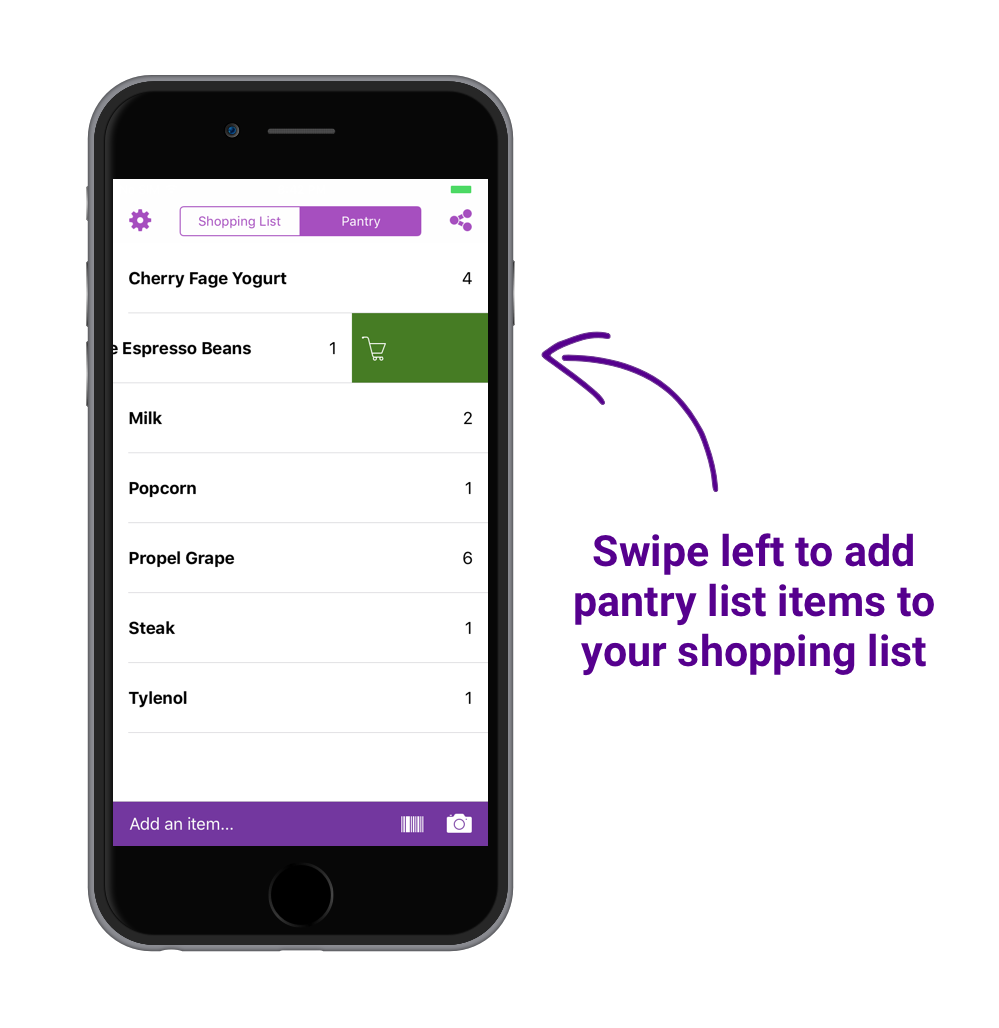 Shopping List Pantry
Cherry Fage Yogurt 4
e Espresso Beans 1
Milk 2
Popcorn 1
Propel Grape 6
Steak 1
Tylenol 1
Add an item...
Swipe left to add
pantry list items to
your shopping list